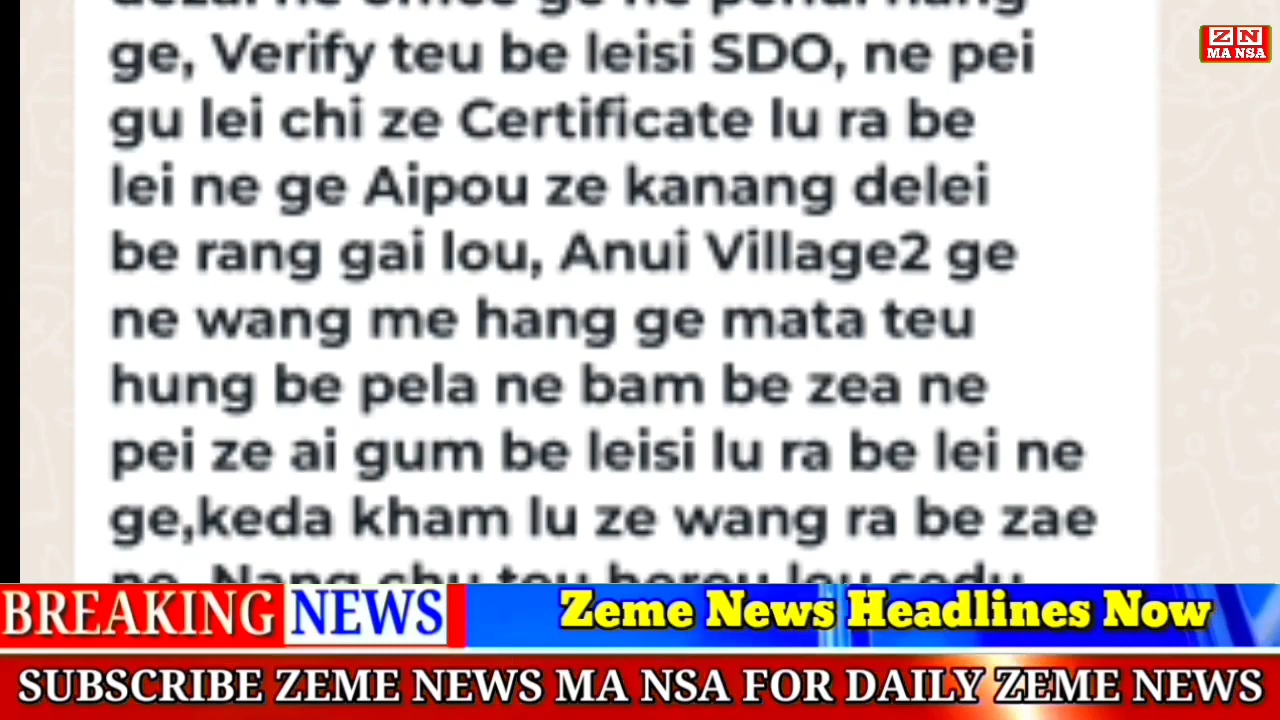 ge, Verify teu be leisi SDO, ne pei
gu lei chi ze Certificate lu ra be
lei ne ge Aipou ze kanang delei
be rang gai lou, Anui Village2 ge
ne wang me hang ge mata teu
hung be pela ne bam be zea ne
pei ze ai gum be leisi lu ra be lei ne
ge,keda kham lu ze wang ra be zae
ZN
MA NSA
BREAKING NEWS
Zeme News Headlines Now
SUBSCRIBE ZEME NEWS MA NSA FOR DAILY ZEME NEWS